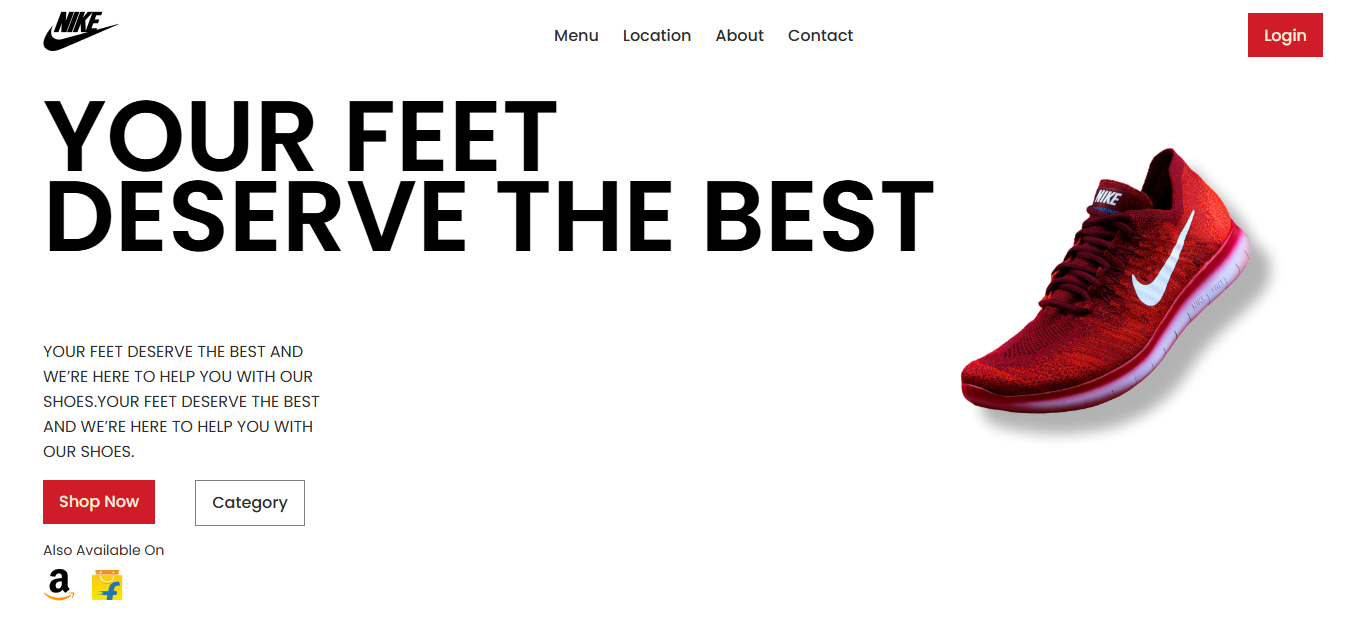 NIKE
Menu Location About Contact
Login
YOUR FEET
DESERVE THE BEST
NIKE
YOUR FEET DESERVE THE BEST AND
WE’RE HERE TO HELP YOU WITH OUR
SHOES.YOUR FEET DESERVE THE BEST
AND WE’RE HERE TO HELP YOU WITH
OUR SHOES.
Shop Now Category
Also Available On
a f